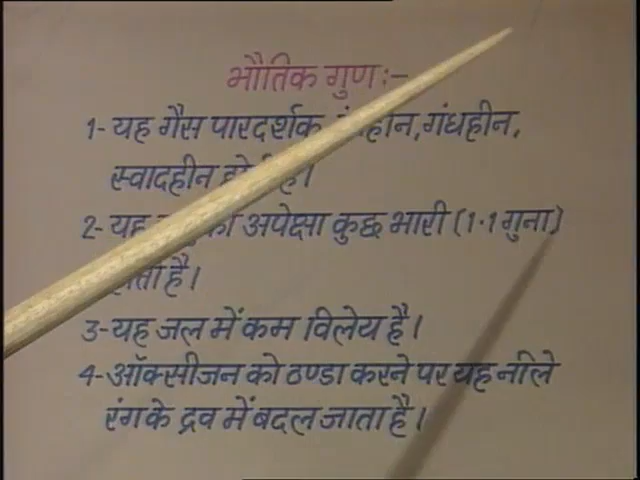 भौतिक गुण :-
1- यह गैस पारदर्शक, गंधहीन,
स्वादहीन है।
2- यह की अपेक्षा कुछ भारी (1.1 गुना)
है।
3- यह जल में कम विलेय है।
4- ऑक्सीजन को ठण्डा करने पर यह नीले
रंग के द्रव में बदल जाता है।